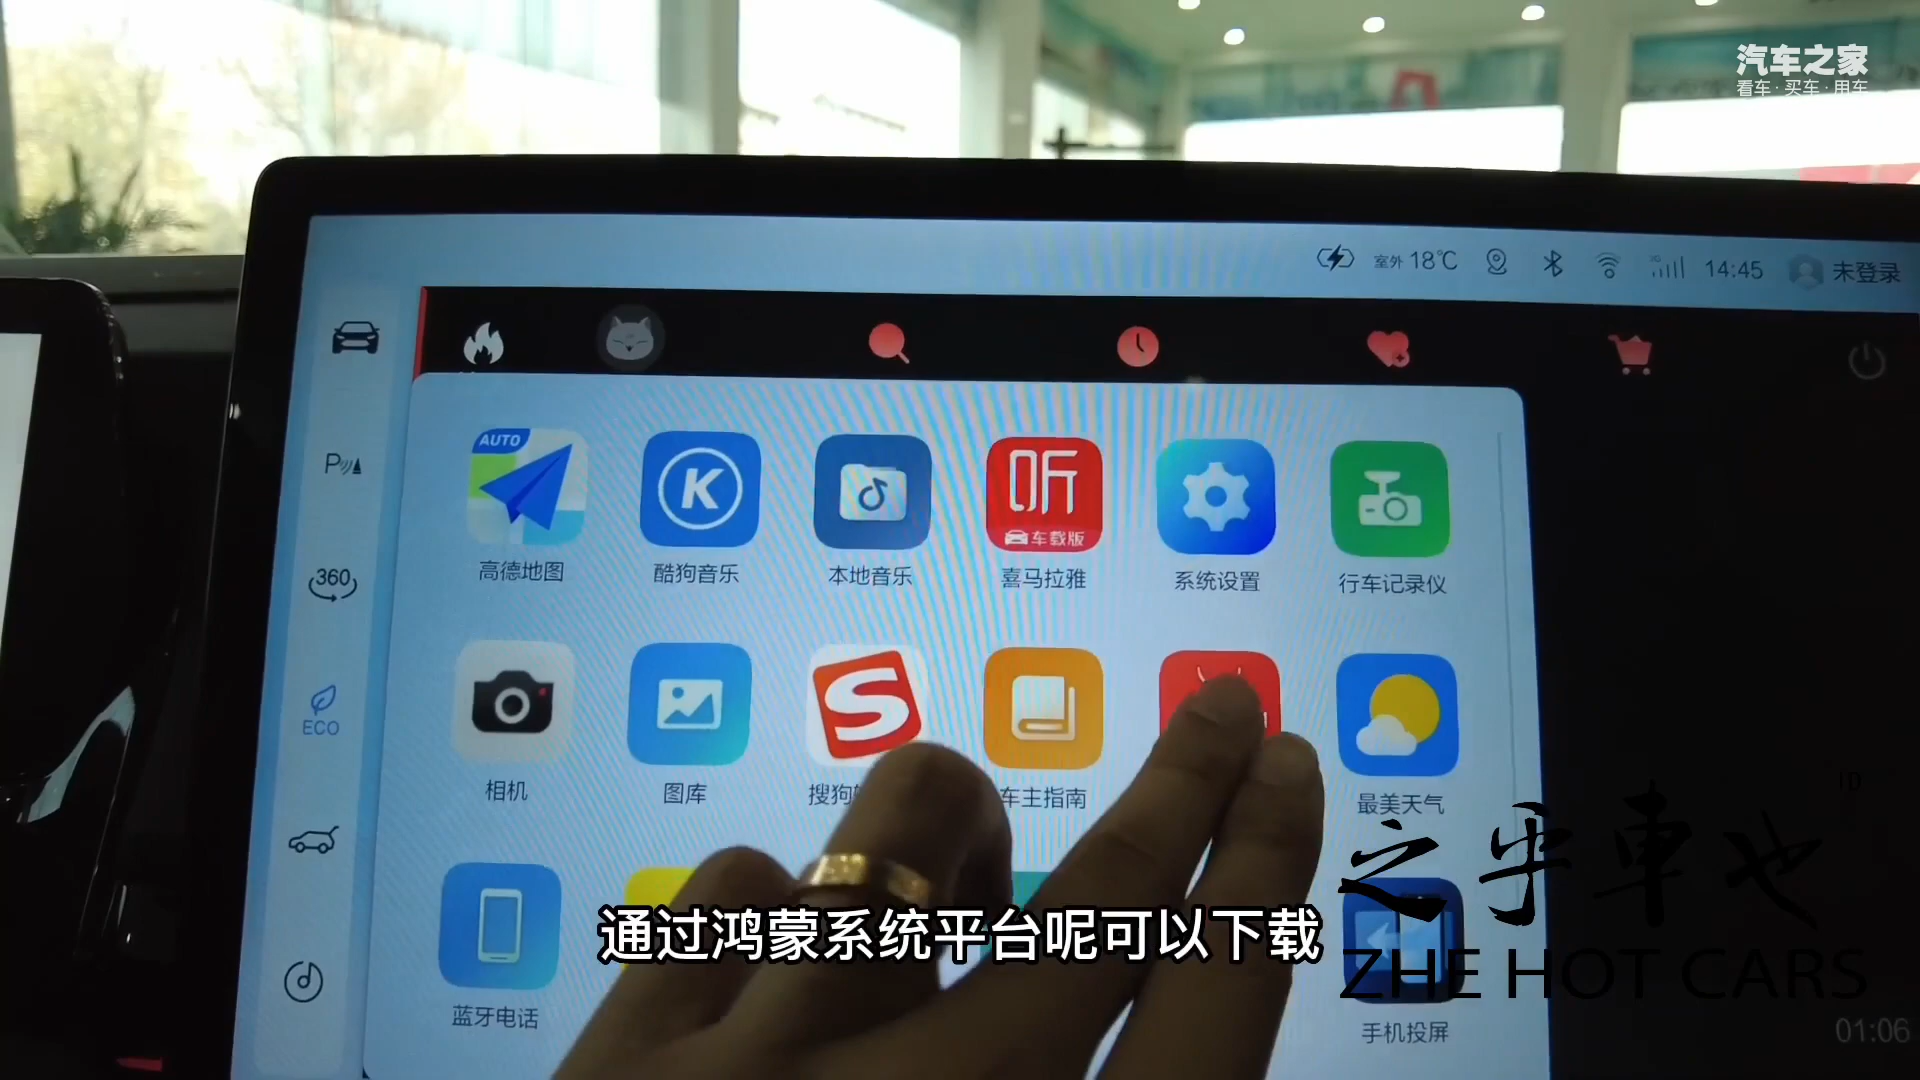 汽车之家
看车·买车·用车
室外 18℃
14:45
未登录
AUTO
听
车载版
高德地图
酷狗音乐
本地音乐
喜马拉雅
系统设置
行车记录仪
P
360
ECO
K
S
相机
图库
搜狗
车主指南
最美天气
之乎車也
ZHE HOT CARS
通过鸿蒙系统平台呢可以下载
蓝牙电话
手机投屏
01:06